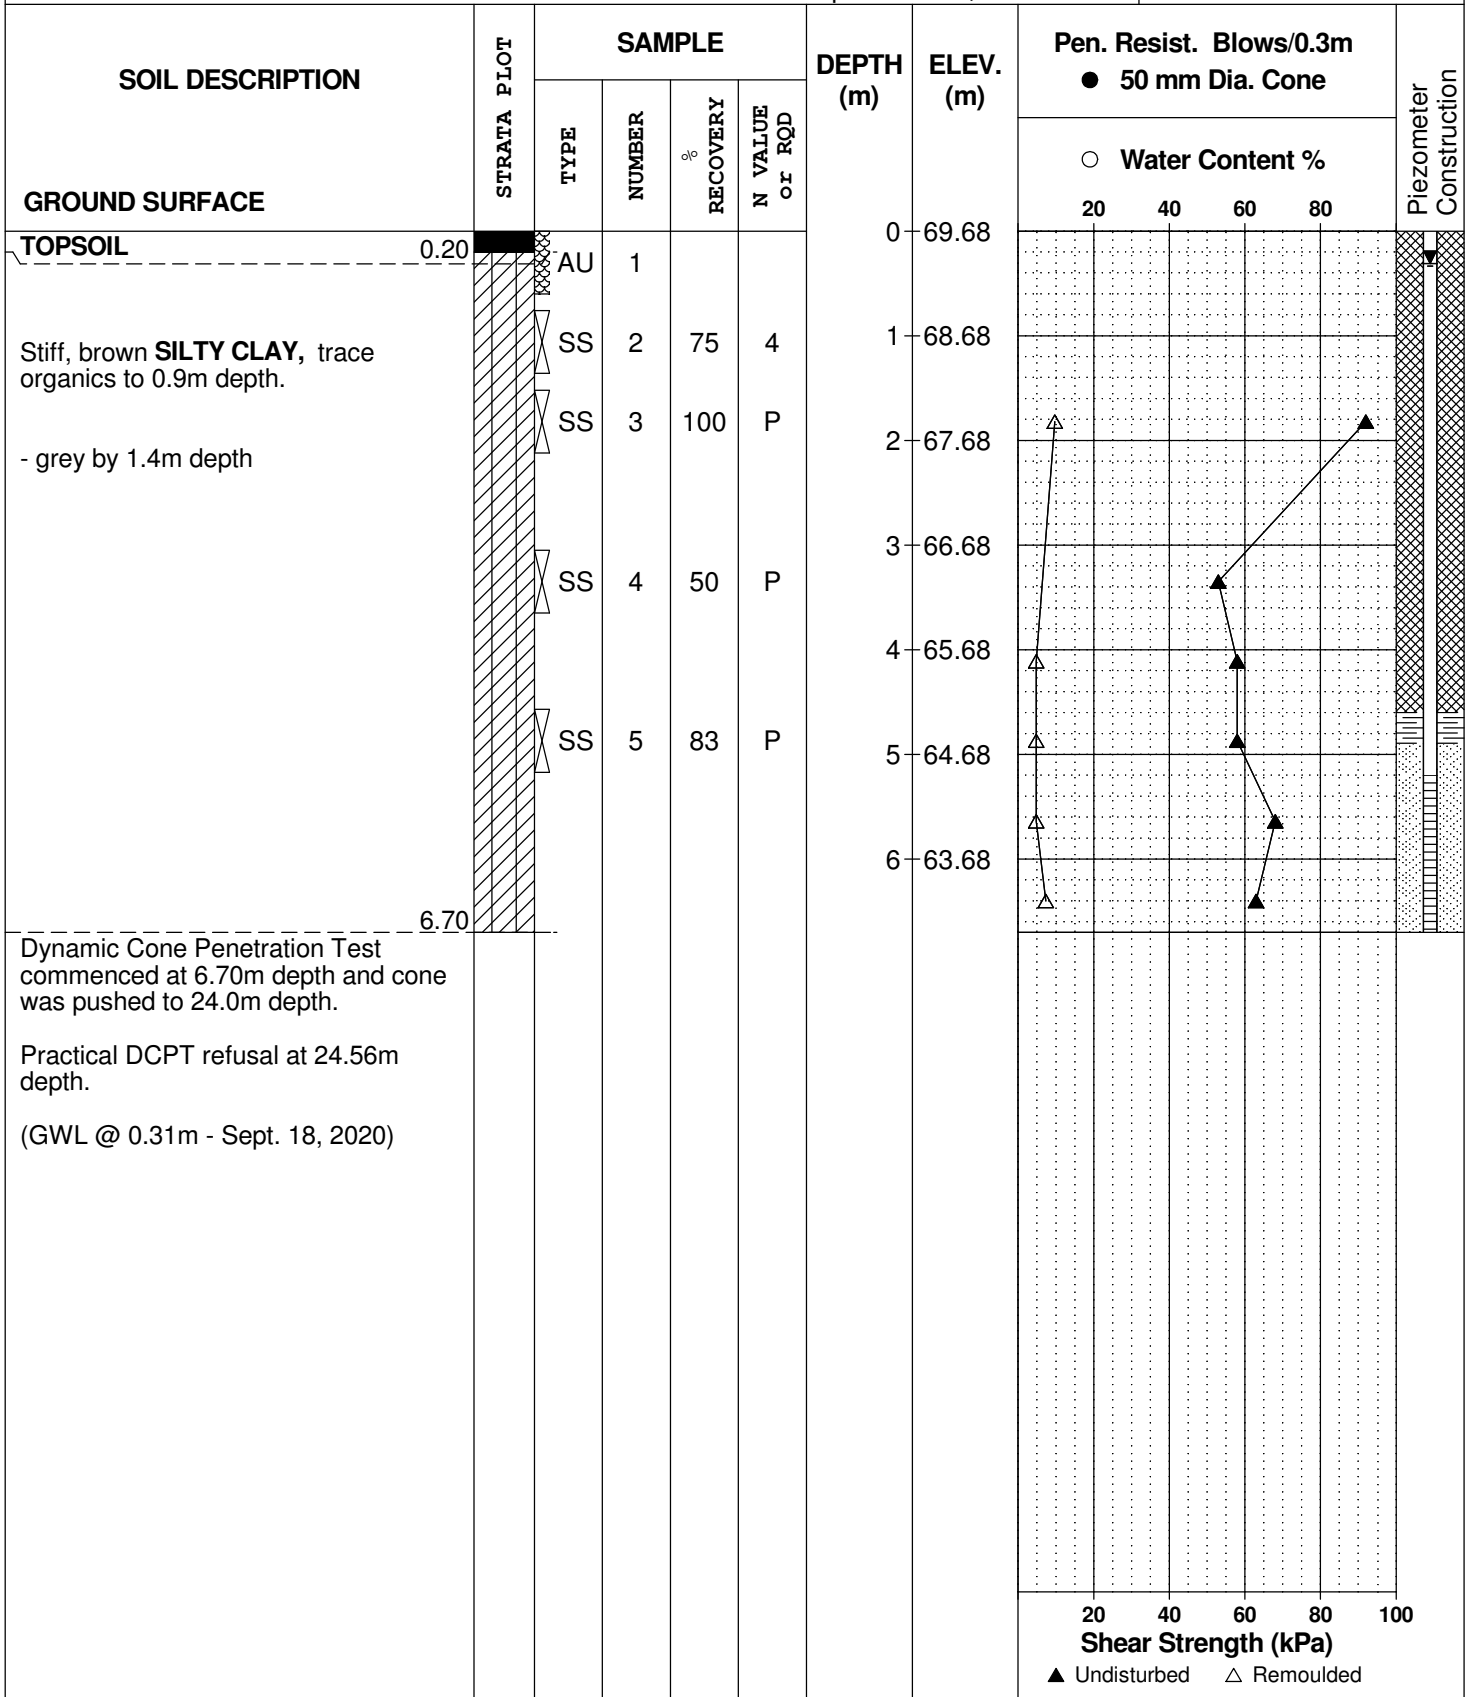 SOIL DESCRIPTION
GROUND SURFACE
STRATA PLOT
SAMPLE
TYPE
NUMBER
%
RECOVERY
N VALUE
or RQD
DEPTH
(m)
ELEV.
(m)
Pen. Resist. Blows/0.3m
● 50 mm Dia. Cone
○ Water Content %
20 40 60 80
Piezometer
Construction
TOPSOIL 0.20
AU 1
0 69.68
Stiff, brown SILTY CLAY, trace
organics to 0.9m depth.
SS 2 75 4
1 68.68
SS 3 100 P
2 67.68
- grey by 1.4m depth
3 66.68
SS 4 50 P
4 65.68
SS 5 83 P
5 64.68
6 63.68
6.70
Dynamic Cone Penetration Test
commenced at 6.70m depth and cone
was pushed to 24.0m depth.
Practical DCPT refusal at 24.56m
depth.
(GWL @ 0.31m - Sept. 18, 2020)
20 40 60 80 100
Shear Strength (kPa)
▲ Undisturbed △ Remoulded